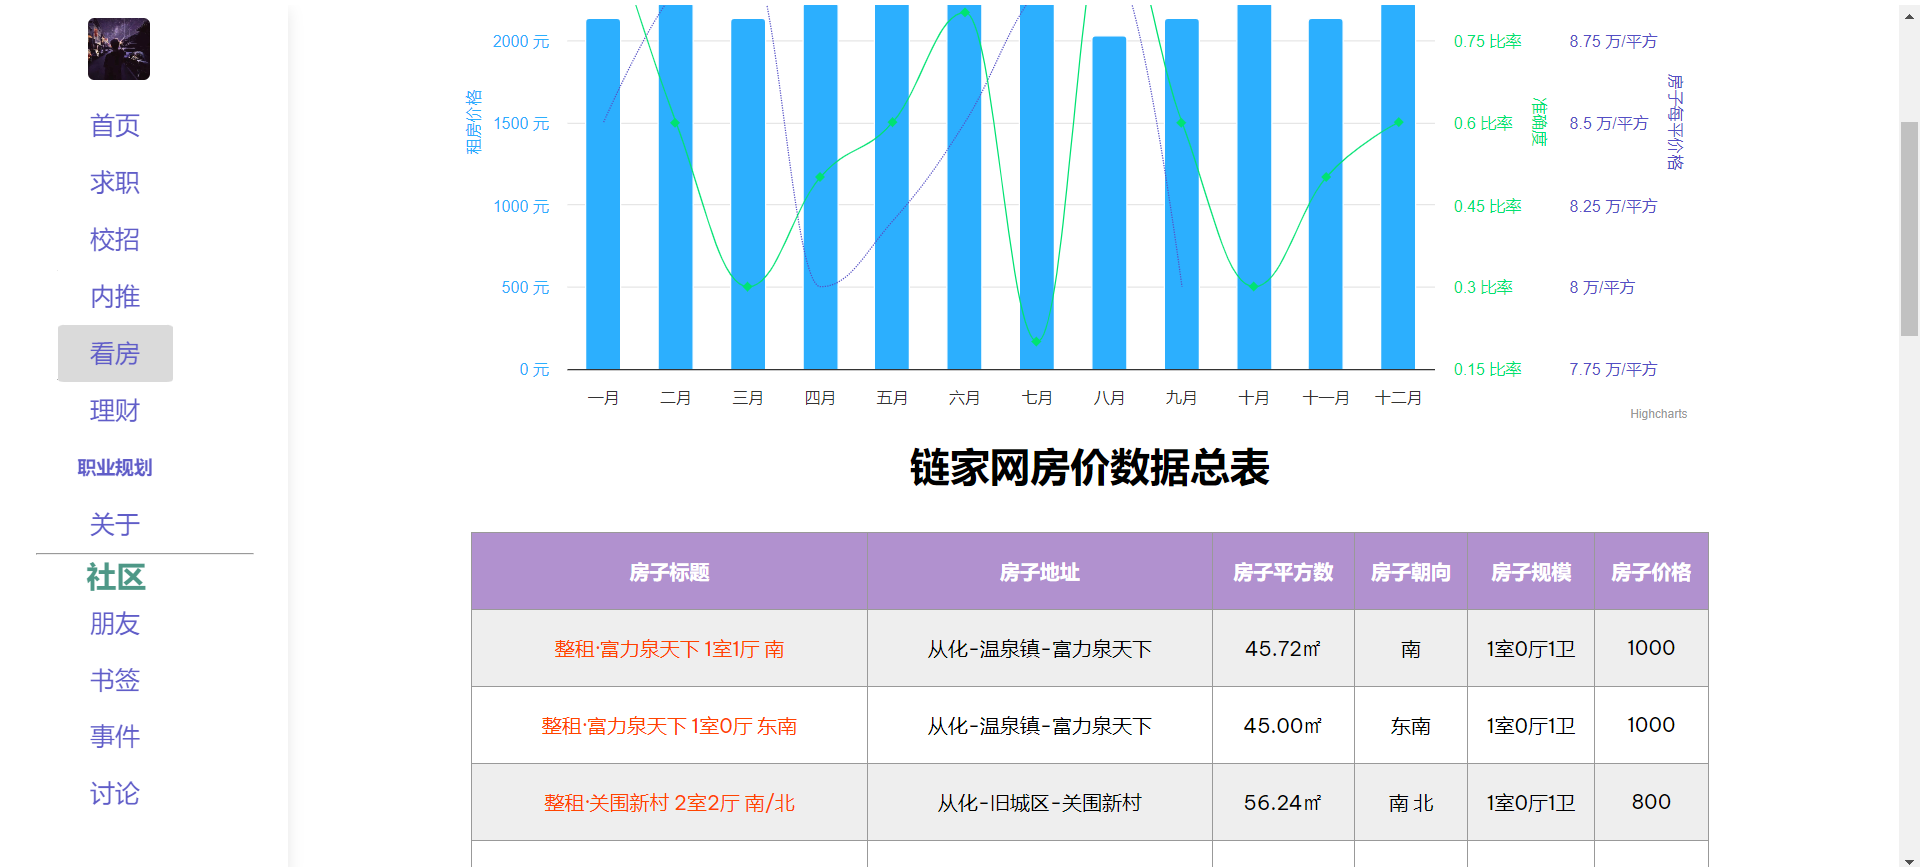 首页
求职
校招
内推
看房
理财
职业规划
关于
社区
朋友
书签
事件
讨论
租房价格
2000 元
1500 元
1000 元
500 元
0 元
0.75 比率
0.6 比率
0.45 比率
0.3 比率
0.15 比率
准确度
8.75 万/平方
8.5 万/平方
8.25 万/平方
8 万/平方
7.75 万/平方
房子每平价格
一月 二月 三月 四月 五月 六月 七月 八月 九月 十月 十一月 十二月
Highcharts
链家网房价数据总表
房子标题 房子地址 房子平方数 房子朝向 房子规模 房子价格
整租·富力泉天下 1室1厅 南 从化-温泉镇-富力泉天下 45.72㎡ 南 1室0厅1卫 1000
整租·富力泉天下 1室0厅 东南 从化-温泉镇-富力泉天下 45.00㎡ 东南 1室0厅1卫 1000
整租·关围新村 2室2厅 南/北 从化-旧城区-关围新村 56.24㎡ 南 北 1室0厅1卫 800